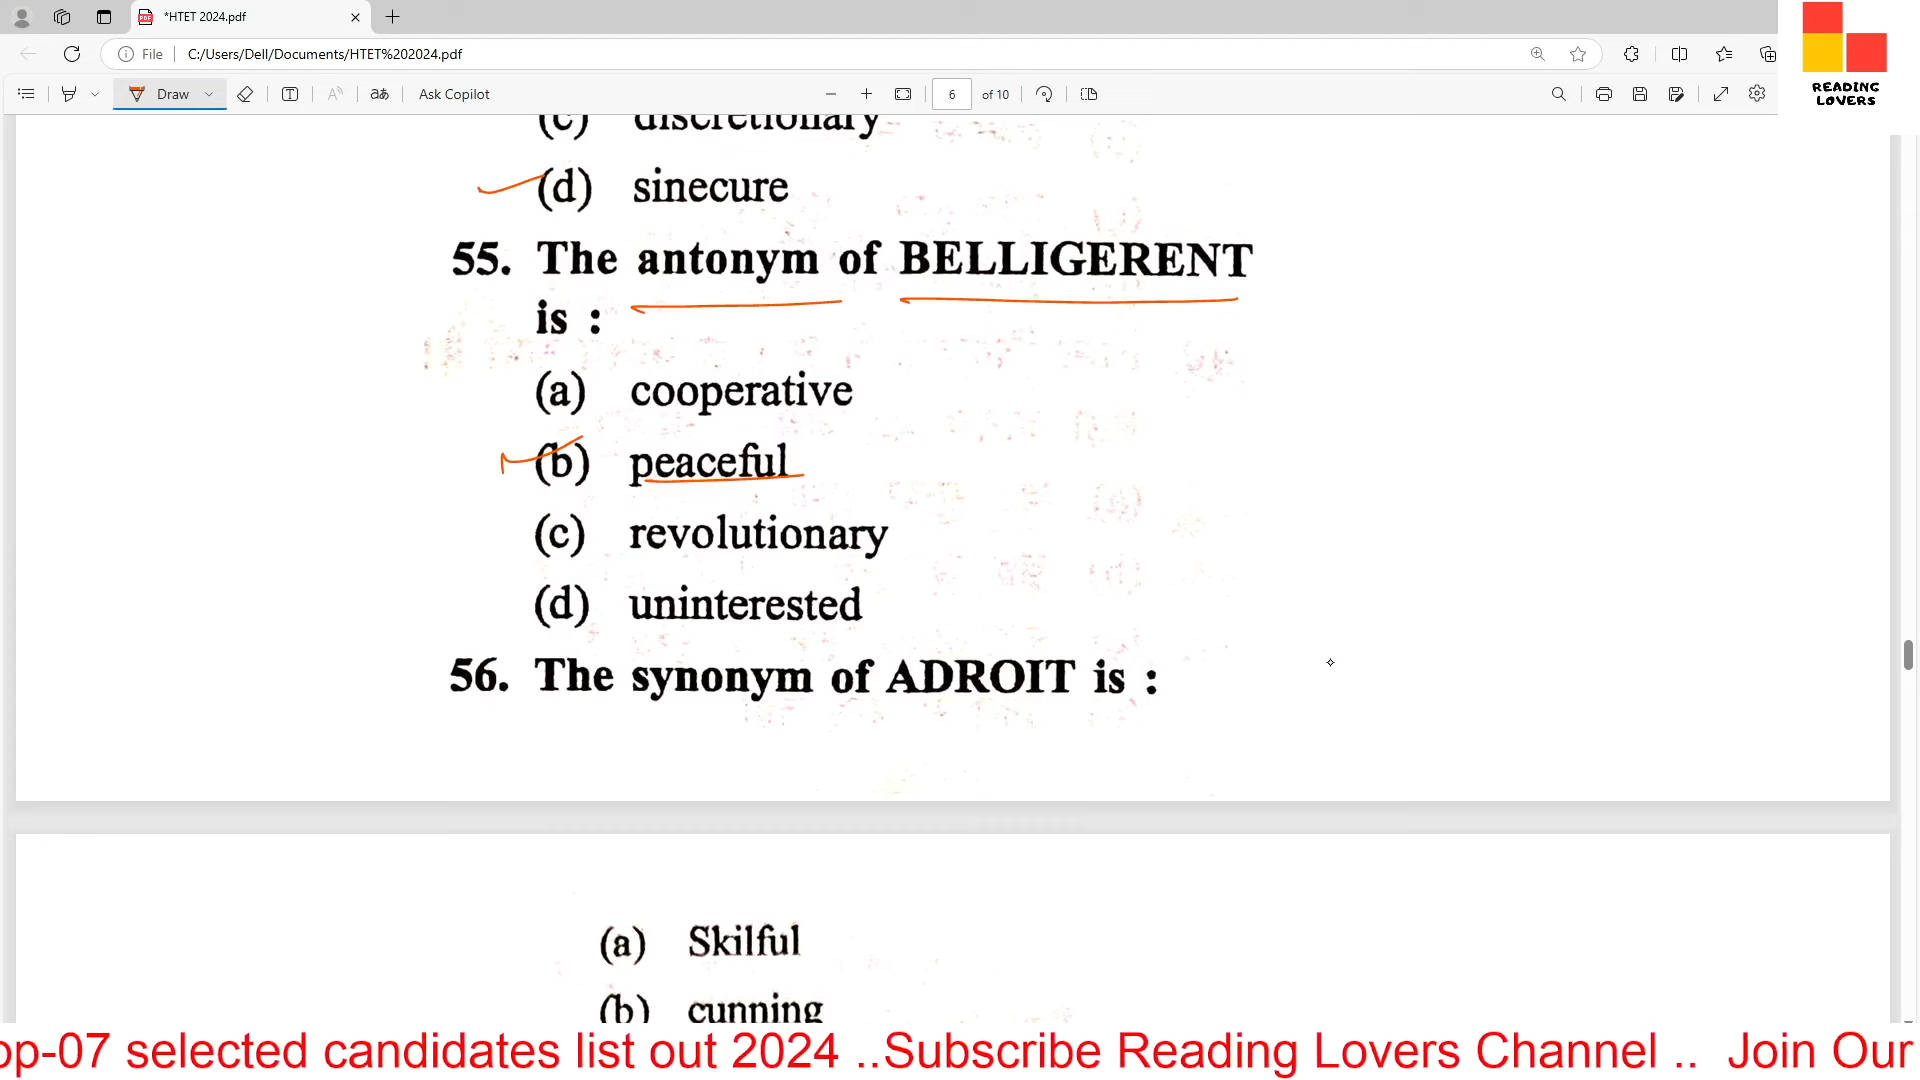 *HTET 2024.pdf
File
C:/Users/Dell/Documents/HTET%202024.pdf
Draw
Ask Copilot
6 of 10
READING
LOVERS
(c) discretionary
(d) sinecure
55. The antonym of BELLIGERENT
is :
(a) cooperative
(b) peaceful
(c) revolutionary
(d) uninterested
56. The synonym of ADROIT is :
(a) Skilful
(b) cunning
op-07 selected candidates list out 2024 ..Subscribe Reading Lovers Channel .. Join Our